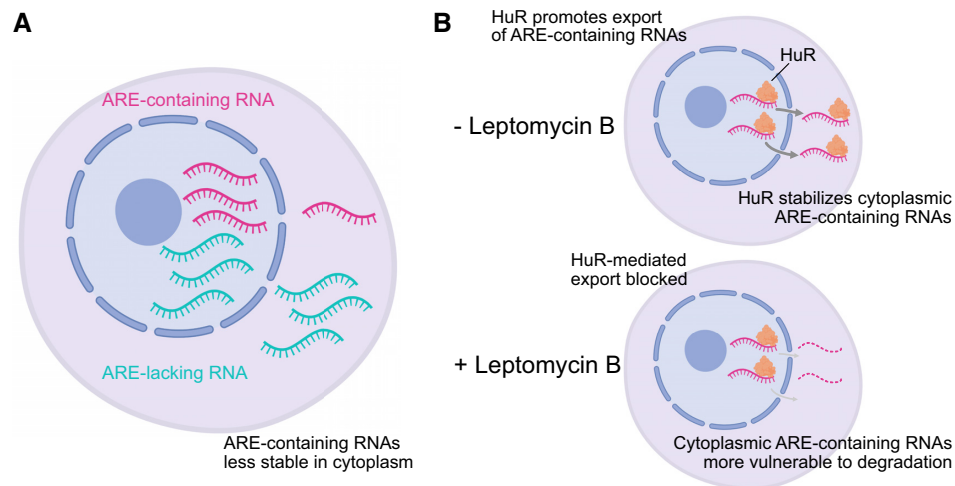 A
ARE-containing RNA
ARE-lacking RNA
ARE-containing RNAs
less stable in cytoplasm
B
HuR promotes export
of ARE-containing RNAs
HuR
- Leptomycin B
HuR stabilizes cytoplasmic
ARE-containing RNAs
HuR-mediated
export blocked
+ Leptomycin B
Cytoplasmic ARE-containing RNAs
more vulnerable to degradation